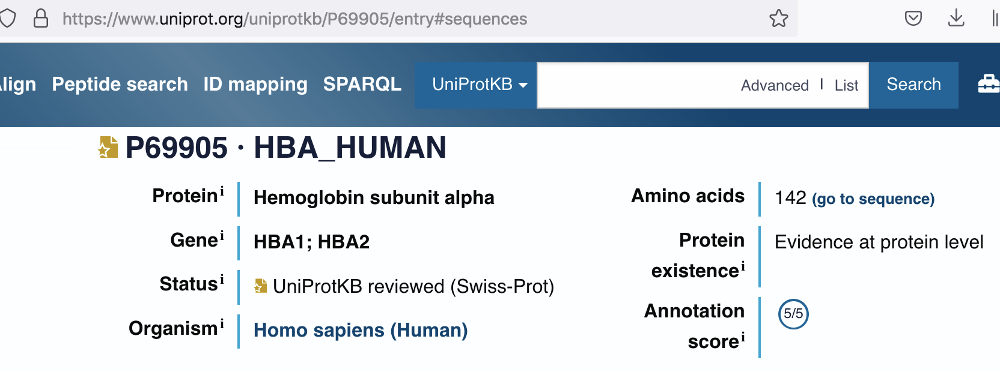 https://www.uniprot.org/uniprotkb/P69905/entry#sequences
lign Peptide search ID mapping SPARQL UniProtKB Advanced | List Search
P69905 · HBA_HUMAN
Protein i Hemoglobin subunit alpha
Gene i HBA1; HBA2
Status i UniProtKB reviewed (Swiss-Prot)
Organism i Homo sapiens (Human)
Amino acids 142 (go to sequence)
Protein existence i Evidence at protein level
Annotation score i 5/5